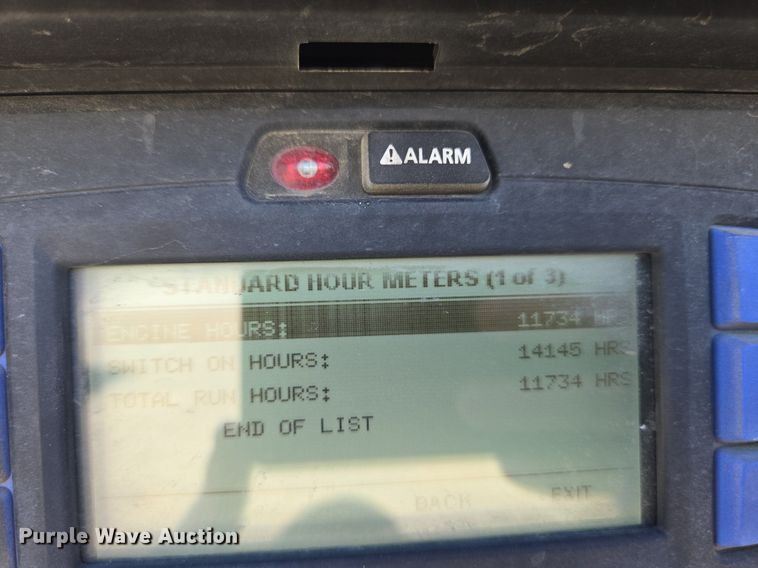 ⚠ALARM
STANDARD HOUR METERS (1 of 3)
ENGINE HOURS: 11734 HRS
SWITCH ON HOURS: 14145 HRS
TOTAL RUN HOURS: 11734 HRS
END OF LIST
BACK EXIT
Purple Wave Auction